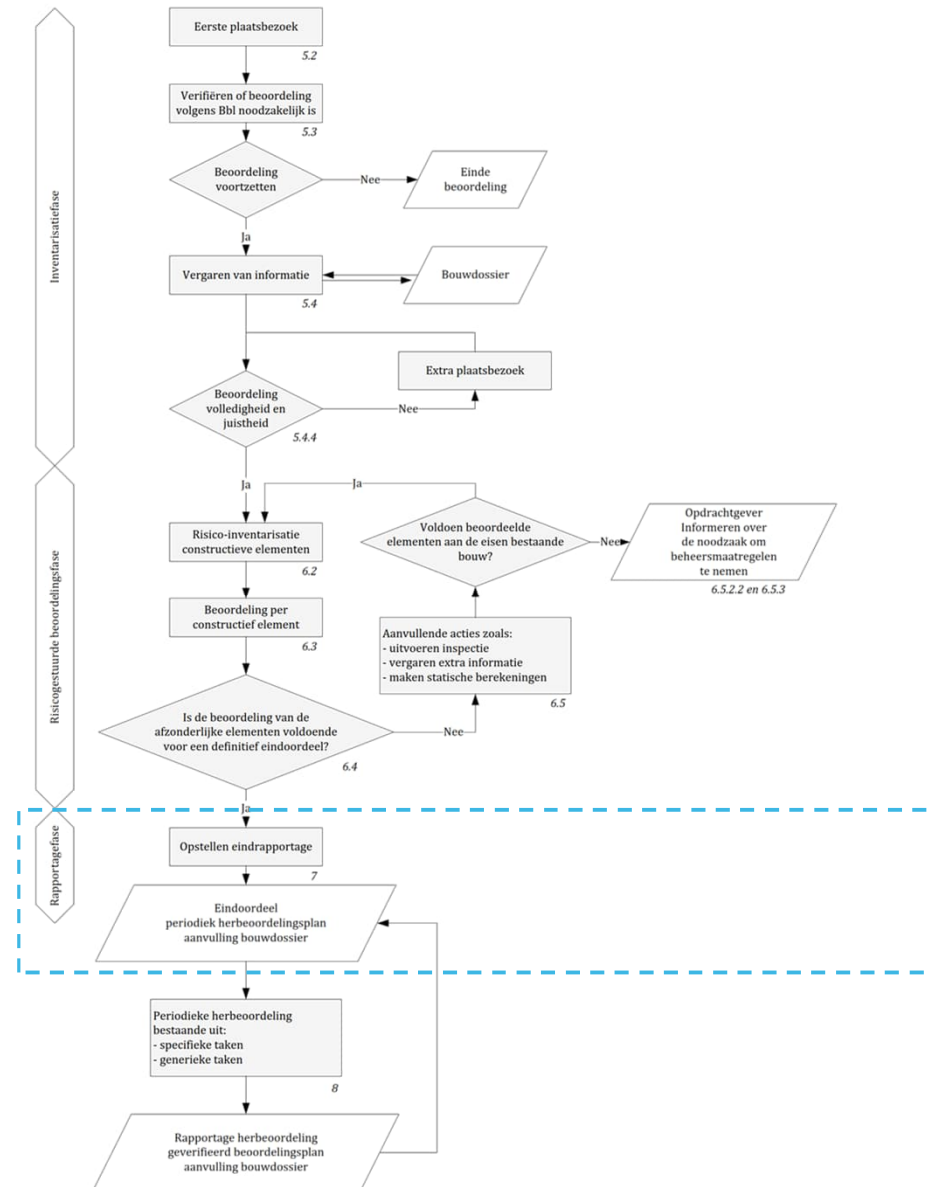 Inventarisatiefase
Eerste plaatsbezoek
5.2
Verifiëren of beoordeling
volgens Bbl noodzakelijk is
5.3
Beoordeling
voortzetten
Nee
Einde
beoordeling
Ja
Vergaren van informatie
5.4
Bouwdossier
Extra plaatsbezoek
Beoordeling
volledigheid en
juistheid
5.4.4
Nee
Risicogestuurde beoordelingsfase
Ja
Ja
Risico-inventarisatie
constructieve elementen
6.2
Voldoen beoordeelde
elementen aan de eisen bestaande
bouw?
Nee
Opdrachtgever
Informeren over
de noodzaak om
beheersmaatregelen
te nemen
6.5.2.2 en 6.5.3
Beoordeling per
constructief element
6.3
Aanvullende acties zoals:
- uitvoeren inspectie
- vergaren extra informatie
- maken statische berekeningen
6.5
Is de beoordeling van de
afzonderlijke elementen voldoende
voor een definitief eindoordeel?
6.4
Nee
Ja
Rapportagefase
Opstellen eindrapportage
7
Eindoordeel
periodiek herbeoordelingsplan
aanvulling bouwdossier
Periodieke herbeoordeling
bestaande uit:
- specifieke taken
- generieke taken
8
Rapportage herbeoordeling
geverifieerd beoordelingsplan
aanvulling bouwdossier